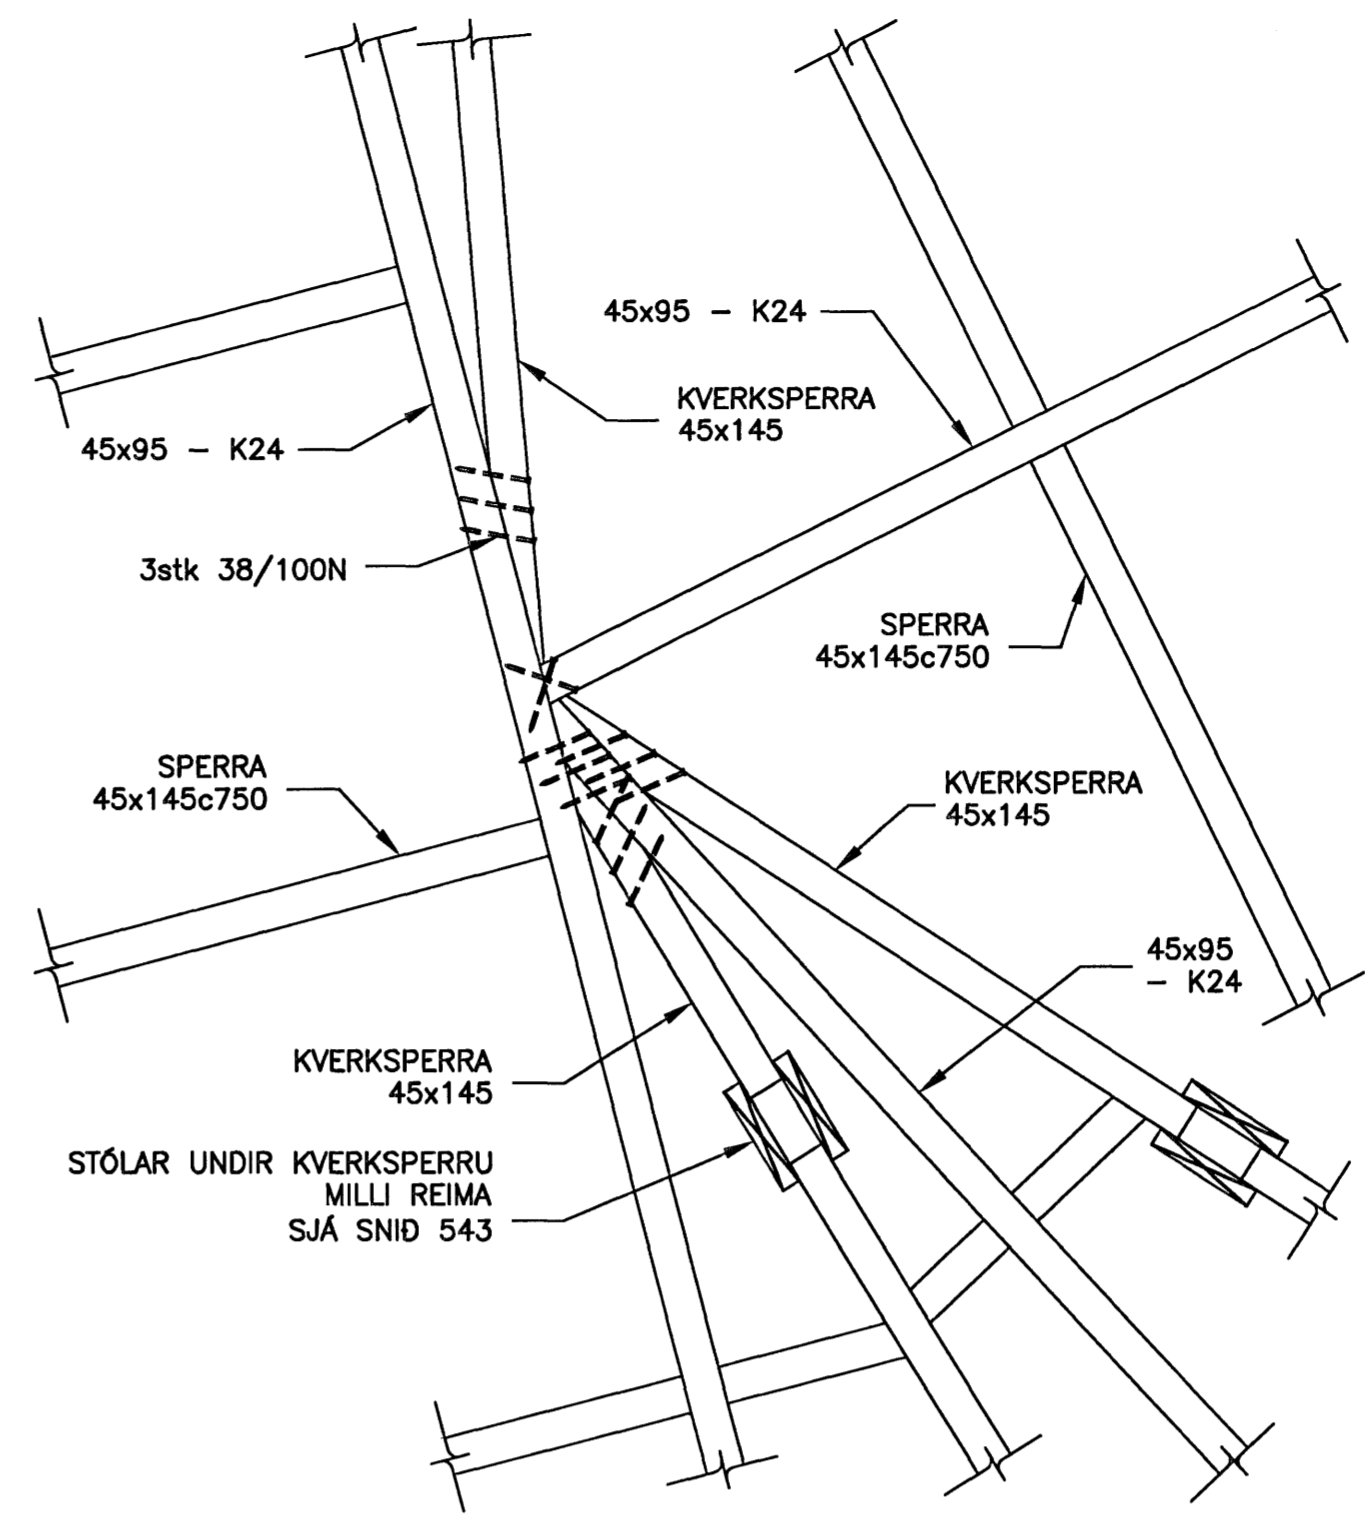 45x95 - K24
KVERKSPERRA
45x145
45x95 - K24
3stk 38/100N
SPERRA
45x145c750
SPERRA
45x145c750
KVERKSPERRA
45x145
45x95
- K24
KVERKSPERRA
45x145
STÓLAR UNDIR KVERKSPERRU
MILLI REIMA
SJÁ SNIÐ 543